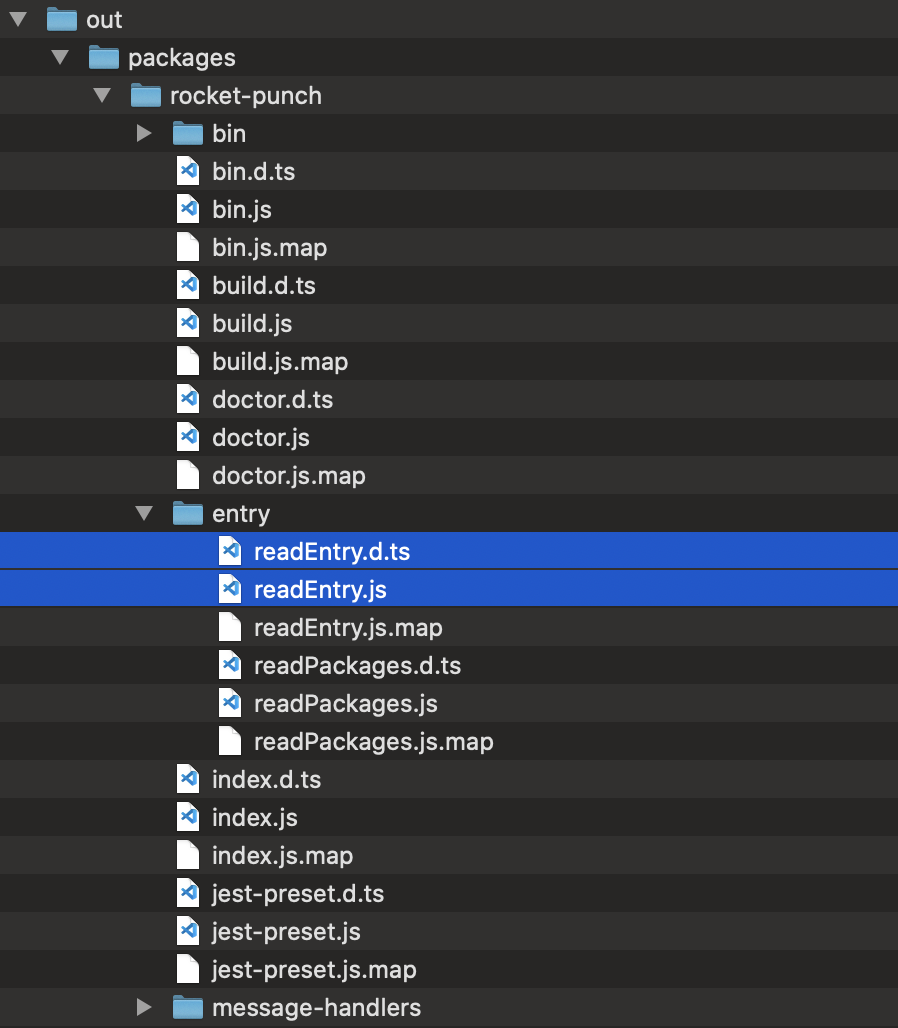 out
packages
rocket-punch
bin
bin.d.ts
bin.js
bin.js.map
build.d.ts
build.js
build.js.map
doctor.d.ts
doctor.js
doctor.js.map
entry
readEntry.d.ts
readEntry.js
readEntry.js.map
readPackages.d.ts
readPackages.js
readPackages.js.map
index.d.ts
index.js
index.js.map
jest-preset.d.ts
jest-preset.js
jest-preset.js.map
message-handlers